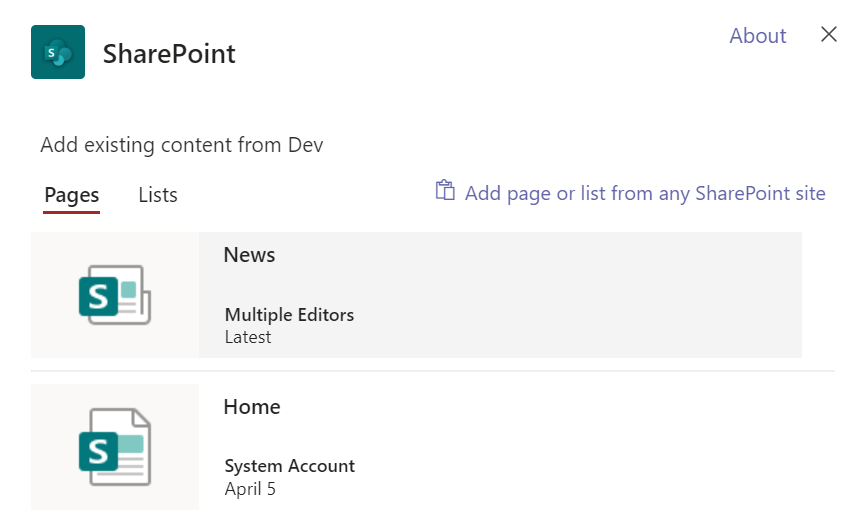 SharePoint
About
Add existing content from Dev
Pages
Lists
Add page or list from any SharePoint site
S
News
Multiple Editors
Latest
S
Home
System Account
April 5